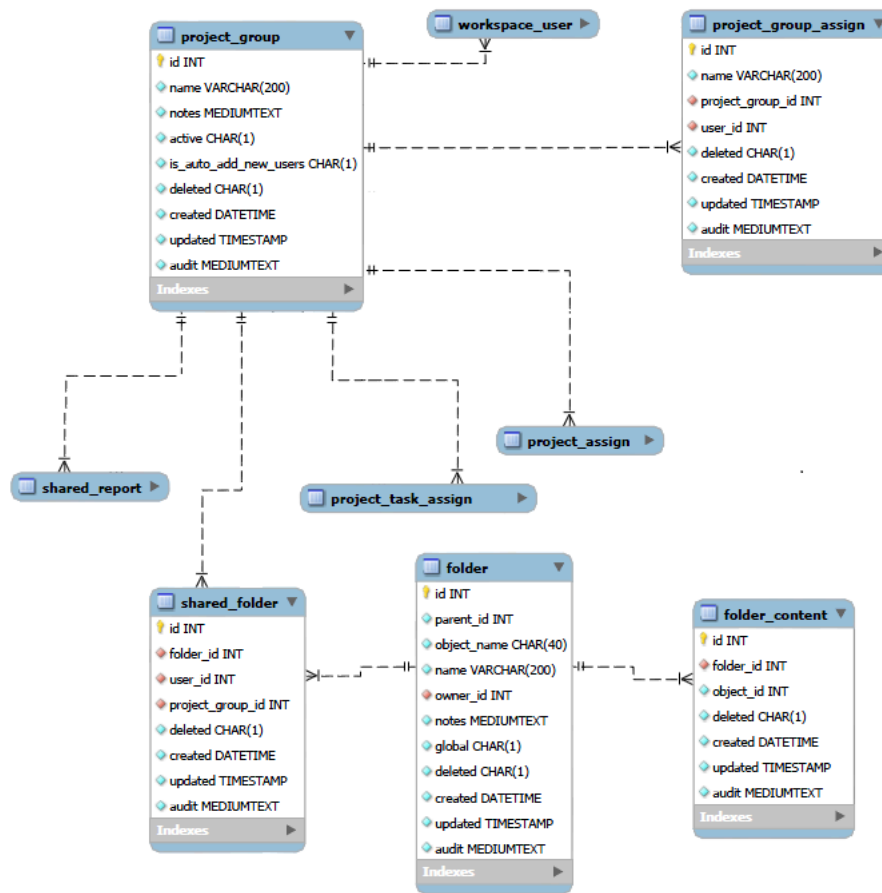 project_group
id INT
name VARCHAR(200)
notes MEDIUMTEXT
active CHAR(1)
is_auto_add_new_users CHAR(1)
deleted CHAR(1)
created DATETIME
updated TIMESTAMP
audit MEDIUMTEXT
Indexes
workspace_user
project_group_assign
id INT
name VARCHAR(200)
project_group_id INT
user_id INT
deleted CHAR(1)
created DATETIME
updated TIMESTAMP
audit MEDIUMTEXT
Indexes
shared_report
project_task_assign
project_assign
shared_folder
id INT
folder_id INT
user_id INT
project_group_id INT
deleted CHAR(1)
created DATETIME
updated TIMESTAMP
audit MEDIUMTEXT
Indexes
folder
id INT
parent_id INT
object_name CHAR(40)
name VARCHAR(200)
owner_id INT
notes MEDIUMTEXT
global CHAR(1)
deleted CHAR(1)
created DATETIME
updated TIMESTAMP
audit MEDIUMTEXT
Indexes
folder_content
id INT
folder_id INT
object_id INT
deleted CHAR(1)
created DATETIME
updated TIMESTAMP
audit MEDIUMTEXT
Indexes